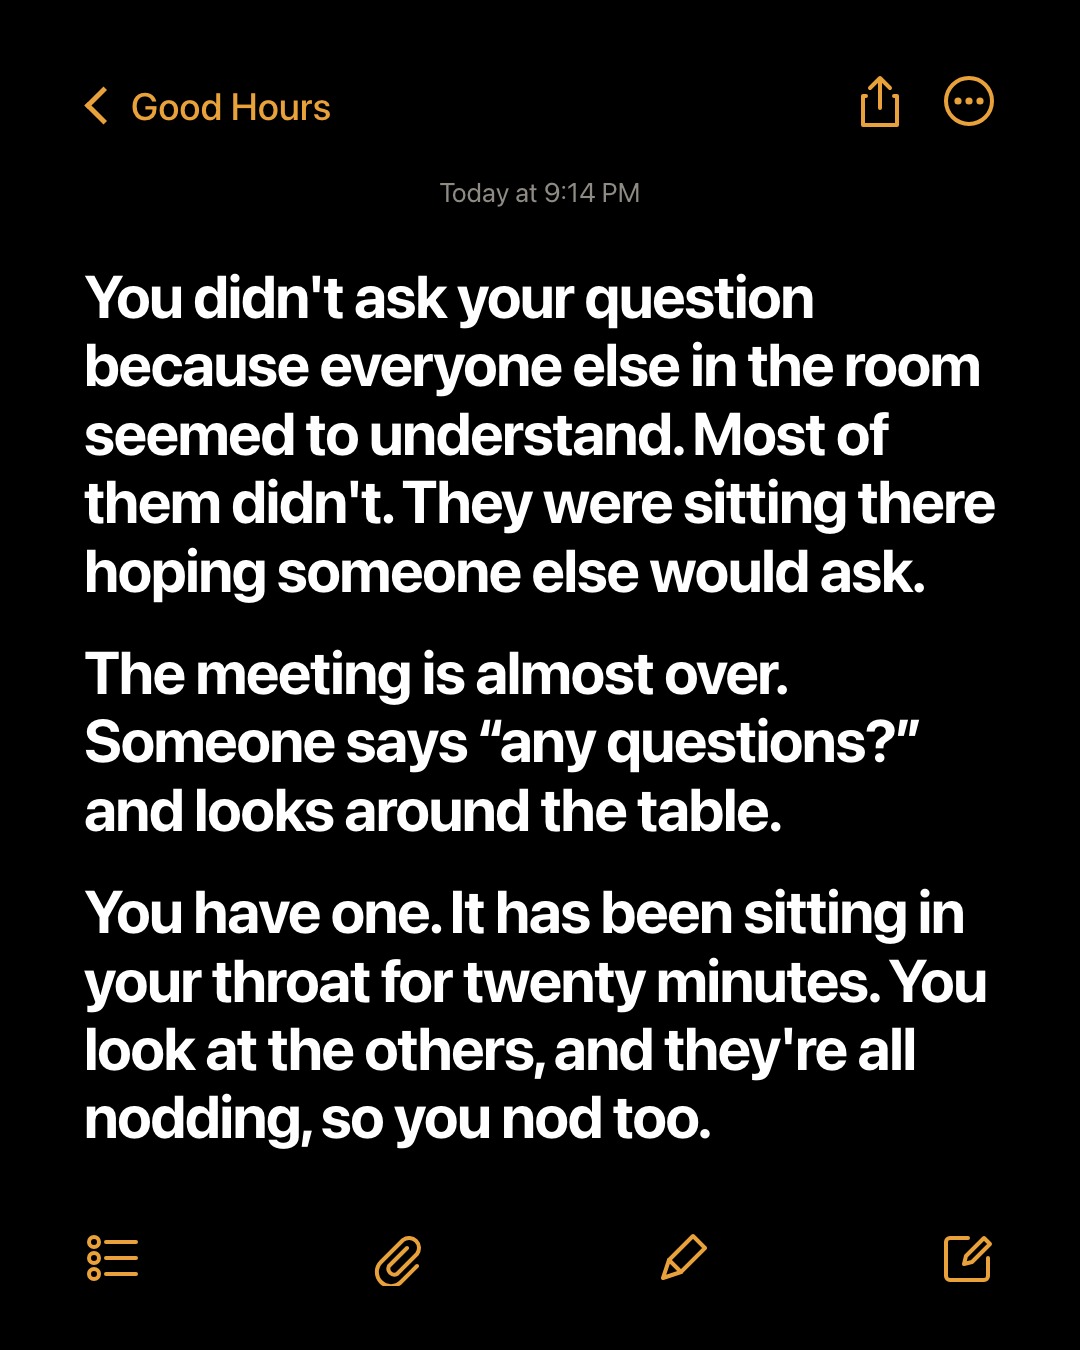 Good Hours
Today at 9:14 PM
You didn't ask your question
because everyone else in the room
seemed to understand. Most of
them didn't. They were sitting there
hoping someone else would ask.
The meeting is almost over.
Someone says “any questions?”
and looks around the table.
You have one. It has been sitting in
your throat for twenty minutes. You
look at the others, and they're all
nodding, so you nod too.